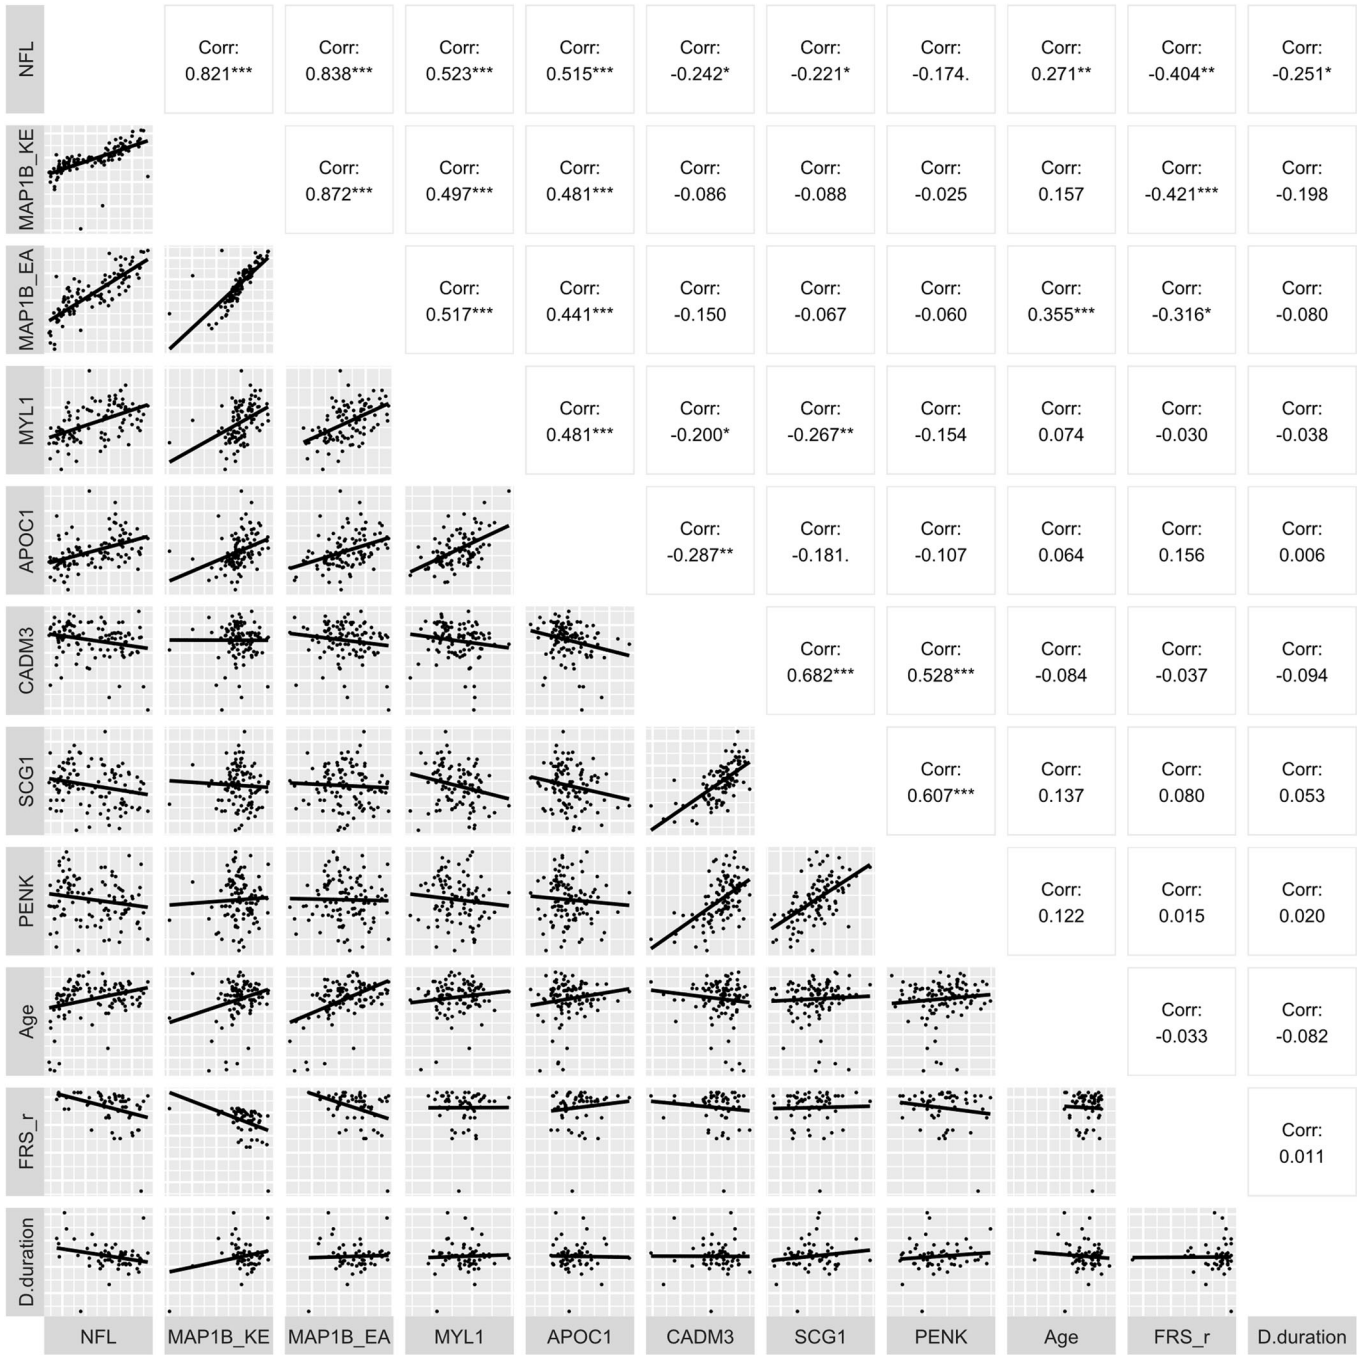 NFL
Corr: Corr: Corr: Corr: Corr: Corr: Corr: Corr: Corr: Corr:
0.821*** 0.838*** 0.523*** 0.515*** -0.242* -0.221* -0.174. 0.271** -0.404** -0.251*
MAP1B_KE
Corr: Corr: Corr: Corr: Corr: Corr: Corr: Corr: Corr:
0.872*** 0.497*** 0.481*** -0.086 -0.088 -0.025 0.157 -0.421*** -0.198
MAP1B_EA
Corr: Corr: Corr: Corr: Corr: Corr: Corr: Corr:
0.517*** 0.441*** -0.150 -0.067 -0.060 0.355*** -0.316* -0.080
MYL1
Corr: Corr: Corr: Corr: Corr: Corr: Corr:
0.481*** -0.200* -0.267** -0.154 0.074 -0.030 -0.038
APOC1
Corr: Corr: Corr: Corr: Corr: Corr:
-0.287** -0.181. -0.107 0.064 0.156 0.006
CADM3
Corr: Corr: Corr: Corr: Corr:
0.682*** 0.528*** -0.084 -0.037 -0.094
SCG1
Corr: Corr: Corr: Corr:
0.607*** 0.137 0.080 0.053
PENK
Corr: Corr: Corr:
0.122 0.015 0.020
Age
Corr: Corr:
-0.033 -0.082
FRS_r
Corr:
0.011
D.duration
NFL MAP1B_KE MAP1B_EA MYL1 APOC1 CADM3 SCG1 PENK Age FRS_r D.duration